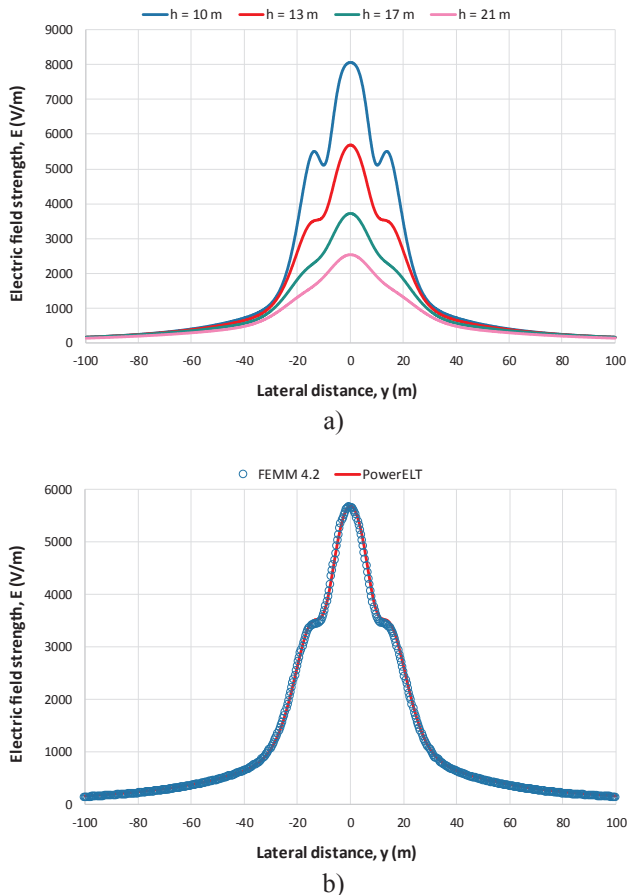 h = 10 m h = 13 m h = 17 m h = 21 m
9000
8000
7000
6000
5000
4000
3000
2000
1000
0
Electric field strength, E (V/m)
-100 -80 -60 -40 -20 0 20 40 60 80 100
Lateral distance, y (m)
a)
FEMM 4.2 PowerELT
6000
5000
4000
3000
2000
1000
0
Electric field strength, E (V/m)
-100 -80 -60 -40 -20 0 20 40 60 80 100
Lateral distance, y (m)
b)